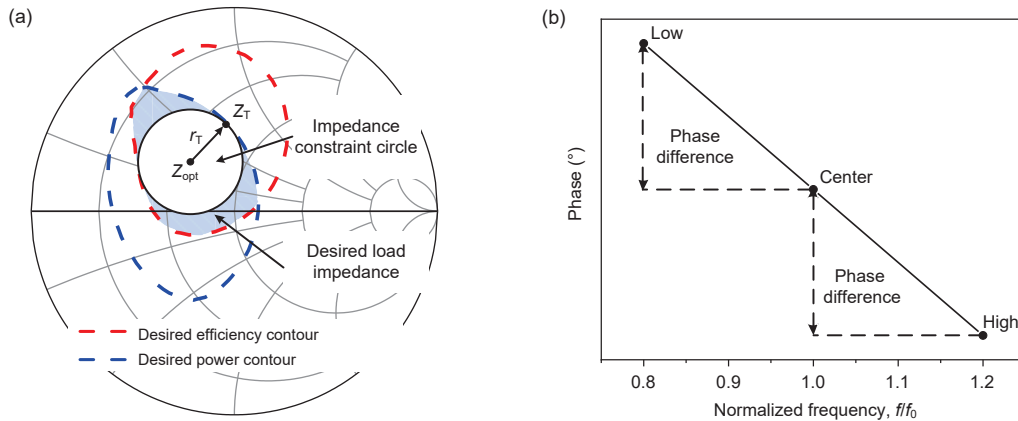 (a)
Z_T
r_T
Z_opt
Impedance
constraint circle
Desired load
impedance
Desired efficiency contour
Desired power contour
(b)
Phase (°)
Low
Phase
difference
Center
Phase
difference
High
0.8
0.9
1.0
1.1
1.2
Normalized frequency, f/f_0